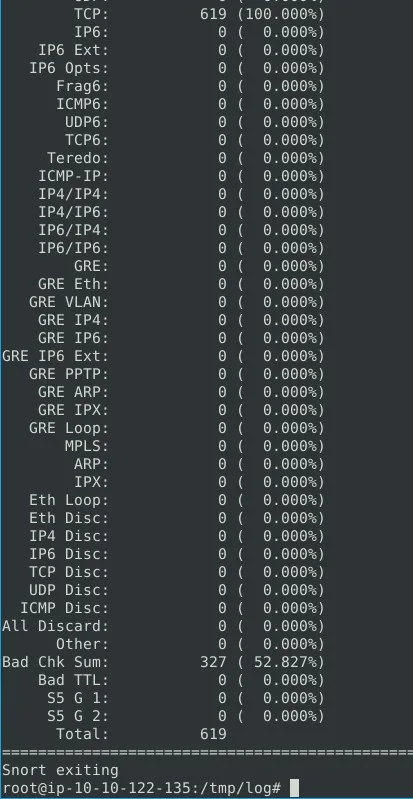 TCP:          619 (100.000%)
IP6:            0 (  0.000%)
IP6 Ext:            0 (  0.000%)
IP6 Opts:            0 (  0.000%)
Frag6:            0 (  0.000%)
ICMP6:            0 (  0.000%)
UDP6:            0 (  0.000%)
TCP6:            0 (  0.000%)
Teredo:            0 (  0.000%)
ICMP-IP:            0 (  0.000%)
IP4/IP4:            0 (  0.000%)
IP4/IP6:            0 (  0.000%)
IP6/IP4:            0 (  0.000%)
IP6/IP6:            0 (  0.000%)
GRE:            0 (  0.000%)
GRE Eth:            0 (  0.000%)
GRE VLAN:            0 (  0.000%)
GRE IP4:            0 (  0.000%)
GRE IP6:            0 (  0.000%)
GRE IP6 Ext:            0 (  0.000%)
GRE PPTP:            0 (  0.000%)
GRE ARP:            0 (  0.000%)
GRE IPX:            0 (  0.000%)
GRE Loop:            0 (  0.000%)
MPLS:            0 (  0.000%)
ARP:            0 (  0.000%)
IPX:            0 (  0.000%)
Eth Loop:            0 (  0.000%)
Eth Disc:            0 (  0.000%)
IP4 Disc:            0 (  0.000%)
IP6 Disc:            0 (  0.000%)
TCP Disc:            0 (  0.000%)
UDP Disc:            0 (  0.000%)
ICMP Disc:            0 (  0.000%)
All Discard:            0 (  0.000%)
Other:            0 (  0.000%)
Bad Chk Sum:          327 ( 52.827%)
Bad TTL:            0 (  0.000%)
S5 G 1:            0 (  0.000%)
S5 G 2:            0 (  0.000%)
Total:          619
==============================================
Snort exiting
root@ip-10-10-122-135:/tmp/log#